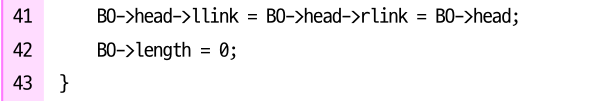 41 BO->head->llink = BO->head->rlink = BO->head;
42 BO->length = 0;
43 }